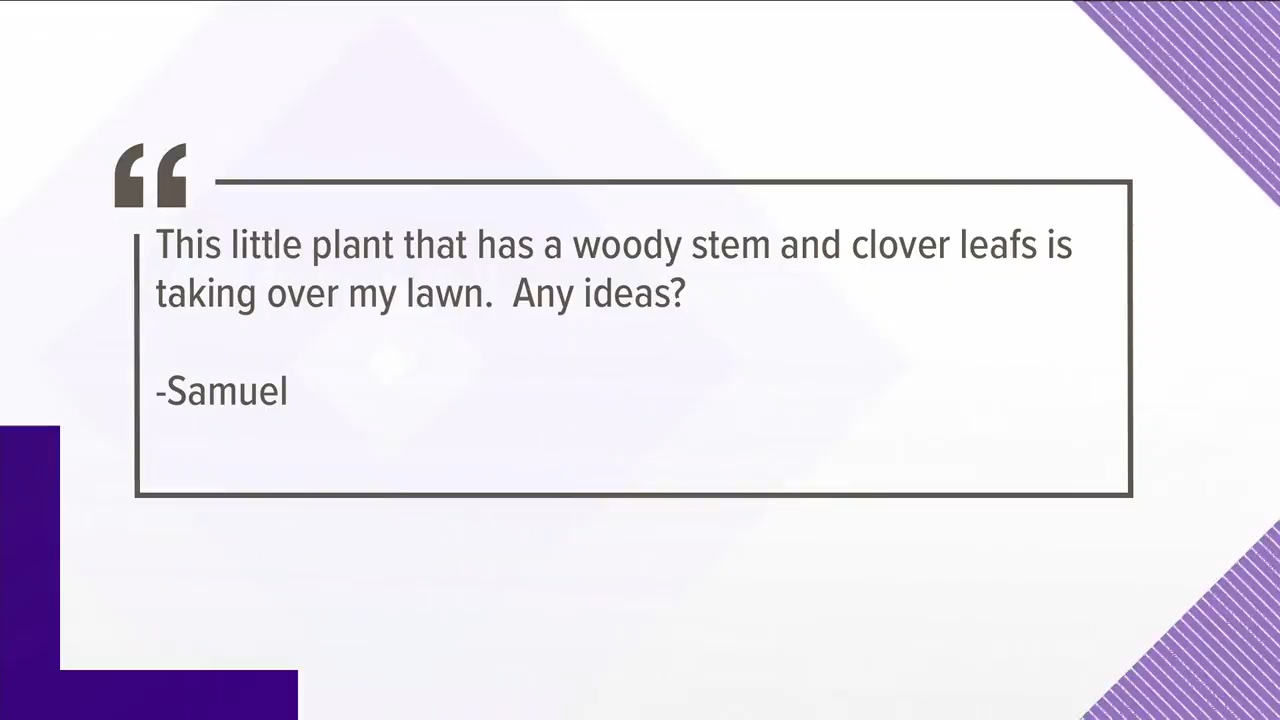 “
This little plant that has a woody stem and clover leafs is
taking over my lawn.  Any ideas?
-Samuel